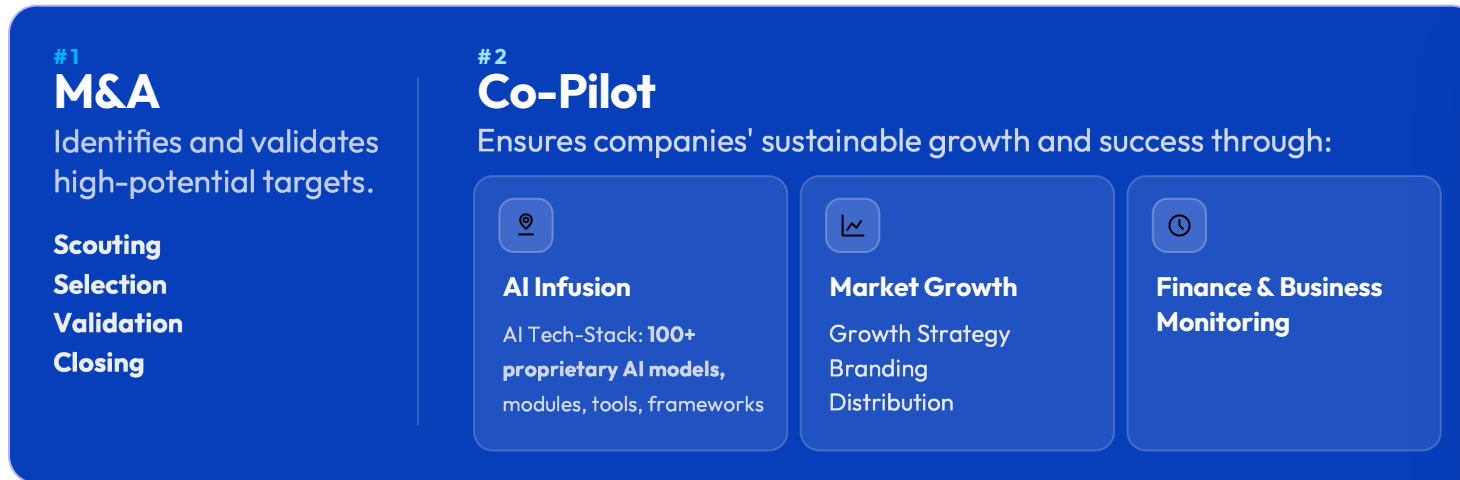 #1
M&A
Identifies and validates
high-potential targets.
Scouting
Selection
Validation
Closing
#2
Co-Pilot
Ensures companies' sustainable growth and success through:
AI Infusion
AI Tech-Stack: 100+
proprietary AI models,
modules, tools, frameworks
Market Growth
Growth Strategy
Branding
Distribution
Finance & Business
Monitoring